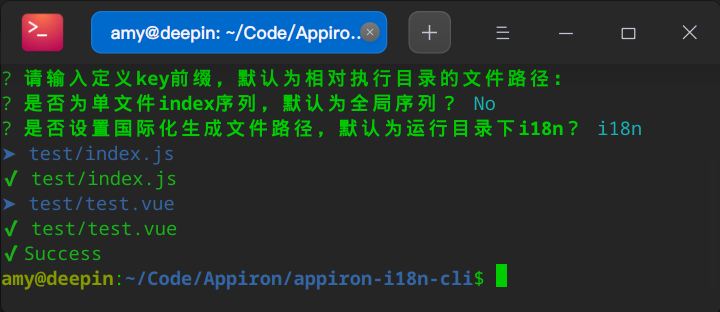 amy@deepin: ~/Code/Appiro..
? 请输入定义key前缀，默认为相对执行目录的文件路径：
? 是否为单文件index序列，默认为全局序列？ No
? 是否设置国际化生成文件路径，默认为运行目录下i18n？ i18n
➤ test/index.js
✔ test/index.js
➤ test/test.vue
✔ test/test.vue
✔Success
amy@deepin:~/Code/Appiron/appiron-i18n-cli$